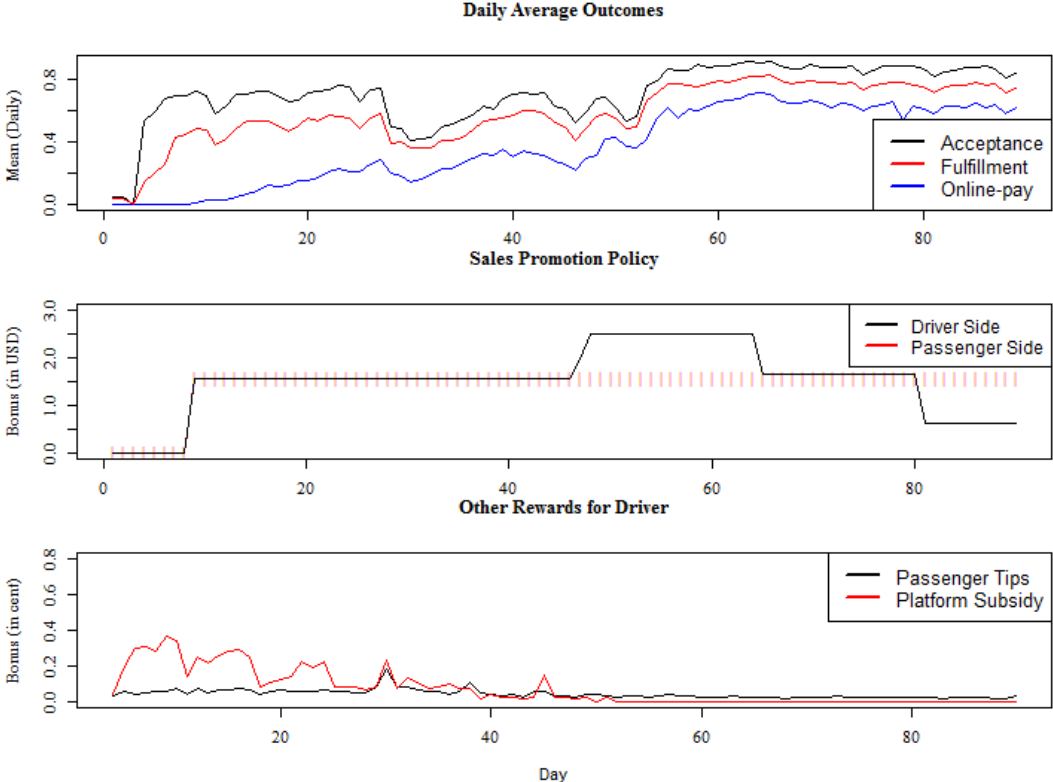 Daily Average Outcomes
Mean (Daily)
0.0 0.4 0.8
Acceptance
Fulfillment
Online-pay
0 20 40 60 80
Sales Promotion Policy
Bonus (in USD)
0.0 1.0 2.0 3.0
Driver Side
Passenger Side
0 20 40 60 80
Other Rewards for Driver
Bonus (in cent)
0.0 0.2 0.4 0.6 0.8
Passenger Tips
Platform Subsidy
20 40 60 80
Day